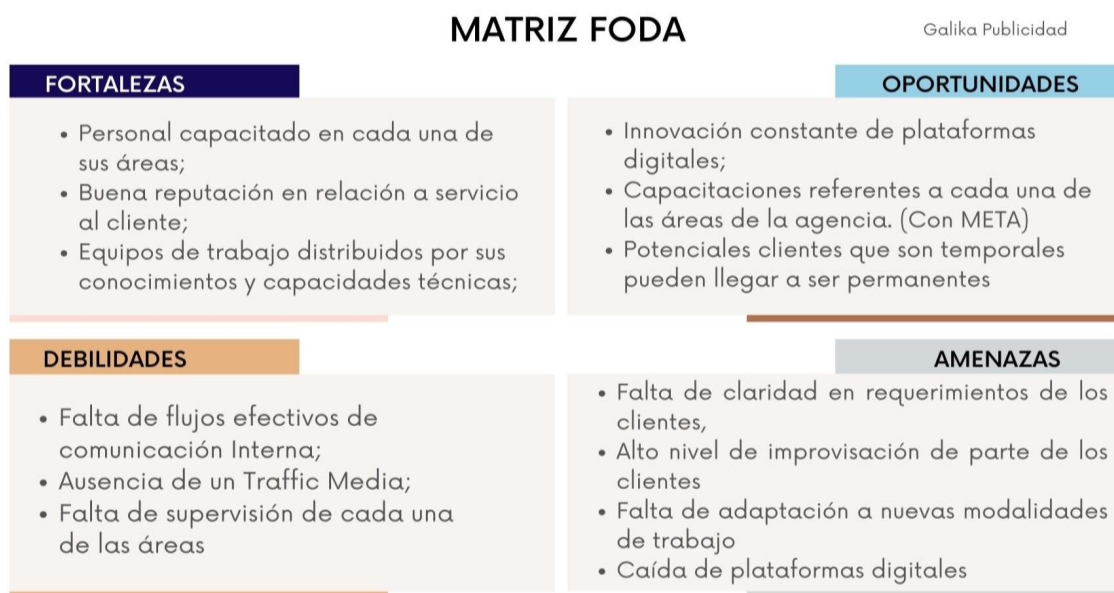 MATRIZ FODA
Galika Publicidad
FORTALEZAS
• Personal capacitado en cada una de
sus áreas;
• Buena reputación en relación a servicio
al cliente;
• Equipos de trabajo distribuidos por sus
conocimientos y capacidades técnicas;
OPORTUNIDADES
• Innovación constante de plataformas
digitales;
• Capacitaciones referentes a cada una de
las áreas de la agencia. (Con META)
• Potenciales clientes que son temporales
pueden llegar a ser permanentes
DEBILIDADES
• Falta de flujos efectivos de
comunicación Interna;
• Ausencia de un Traffic Media;
• Falta de supervisión de cada una
de las áreas
AMENAZAS
• Falta de claridad en requerimientos de los
clientes,
• Alto nivel de improvisación de parte de los
clientes
• Falta de adaptación a nuevas modalidades
de trabajo
• Caída de plataformas digitales